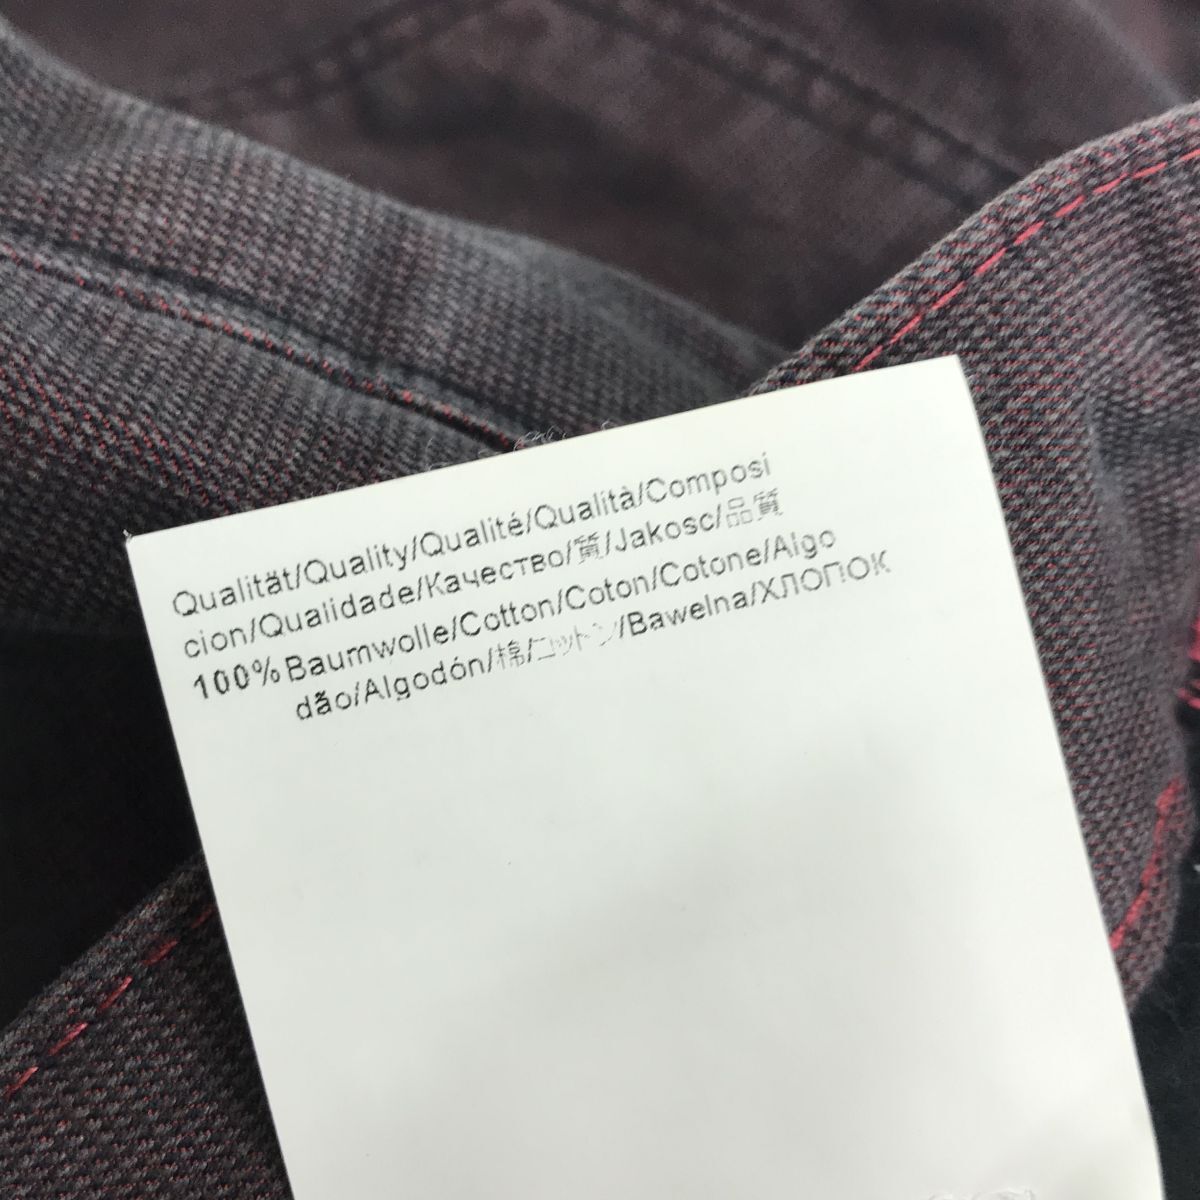 Qualität/Quality/Qualité/Qualità/Composi
cion/Qualidade/Качество/質/Jakosc/品質
100% Baumwolle/Cotton/Coton/Cotone/Algo
dão/Algodón/棉/コットン/Bawelna/ХЛОПОК